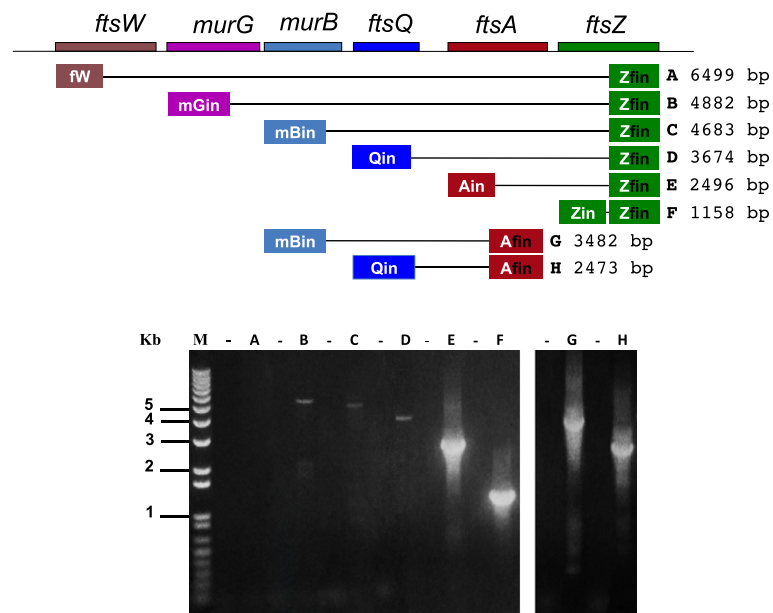 ftsW murG murB ftsQ ftsA ftsZ
fW Zfin A 6499 bp
mGin Zfin B 4882 bp
mBin Zfin C 4683 bp
Qin Zfin D 3674 bp
Ain Zfin E 2496 bp
Zin Zfin F 1158 bp
mBin Afin G 3482 bp
Qin Afin H 2473 bp
Kb M - A - B - C - D - E - F - G - H
5
4
3
2
1